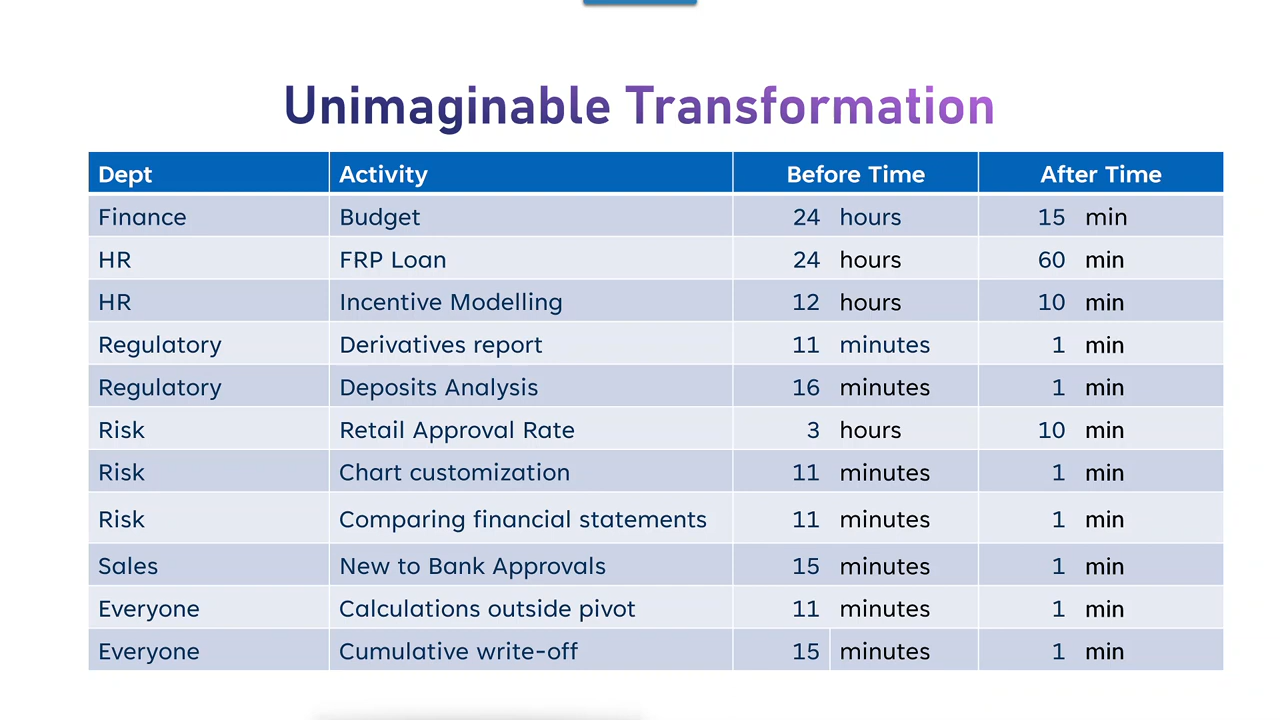 Unimaginable Transformation
Dept Activity Before Time After Time
Finance Budget 24 hours 15 min
HR FRP Loan 24 hours 60 min
HR Incentive Modelling 12 hours 10 min
Regulatory Derivatives report 11 minutes 1 min
Regulatory Deposits Analysis 16 minutes 1 min
Risk Retail Approval Rate 3 hours 10 min
Risk Chart customization 11 minutes 1 min
Risk Comparing financial statements 11 minutes 1 min
Sales New to Bank Approvals 15 minutes 1 min
Everyone Calculations outside pivot 11 minutes 1 min
Everyone Cumulative write-off 15 minutes 1 min